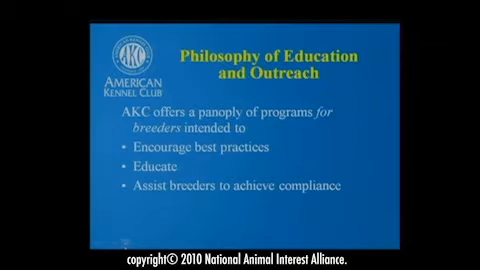 AKC
AMERICAN
KENNEL CLUB
Philosophy of Education
and Outreach
AKC offers a panoply of programs for
breeders intended to
• Encourage best practices
• Educate
• Assist breeders to achieve compliance
copyright© 2010 National Animal Interest Alliance.